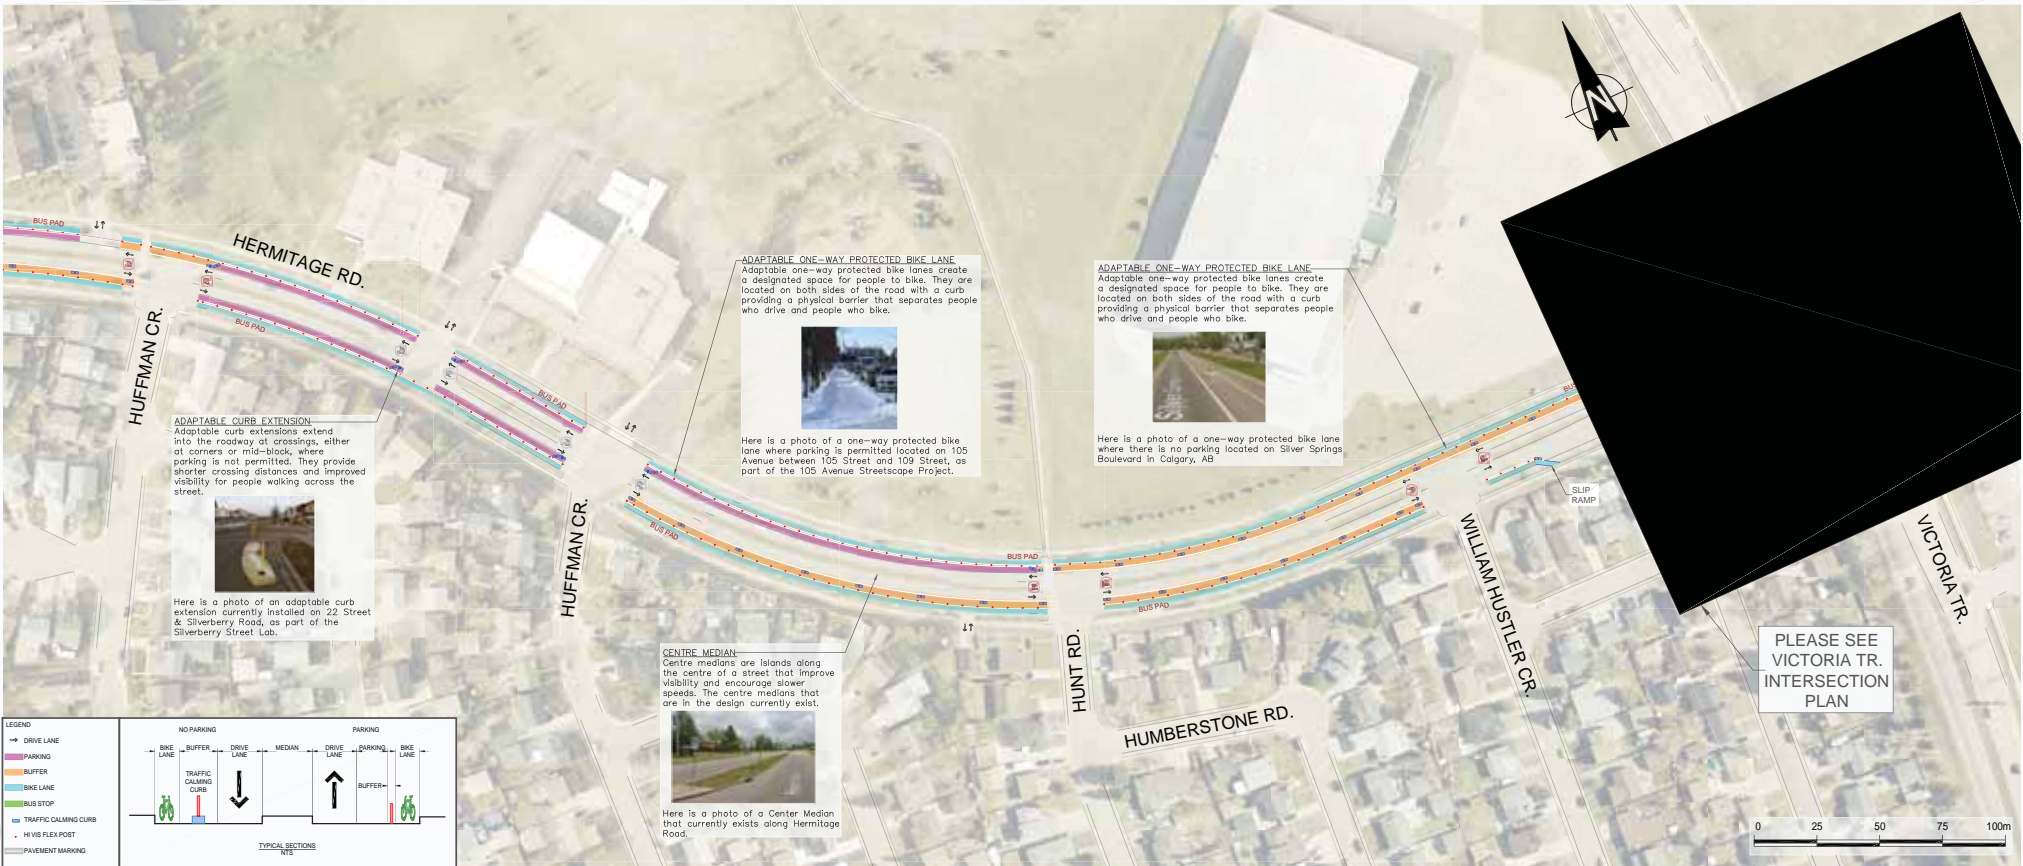 BUS PAD
HERMITAGE RD.
BUS PAD
HUFFMAN CR.
BUS PAD
HUFFMAN CR.
BUS PAD
BUS PAD
BUS PAD
HUNT RD.
HUMBERSTONE RD.
WILLIAM HUSTLER CR.
VICTORIA TR.
N
ADAPTABLE CURB EXTENSION
Adaptable curb extensions extend
into the roadway at crossings, either
at corners or mid-block, where
parking is not permitted. They provide
shorter crossing distances and improved
visibility for people walking across the
street.
Here is a photo of an adaptable curb
extension currently installed on 22 Street
& Silverberry Road, as part of the
Silverberry Street Lab.
ADAPTABLE ONE-WAY PROTECTED BIKE LANE
Adaptable one-way protected bike lanes create
a designated space for people to bike. They are
located on both sides of the road with a curb
providing a physical barrier that separates people
who drive and people who bike.
Here is a photo of a one-way protected bike
lane where parking is permitted located on 105
Avenue between 105 Street and 109 Street, as
part of the 105 Avenue Streetscape Project.
ADAPTABLE ONE-WAY PROTECTED BIKE LANE
Adaptable one-way protected bike lanes create
a designated space for people to bike. They are
located on both sides of the road with a curb
providing a physical barrier that separates people
who drive and people who bike.
Here is a photo of a one-way protected bike lane
where there is no parking located on Silver Springs
Boulevard in Calgary, AB
CENTRE MEDIAN
Centre medians are islands along
the centre of a street that improve
visibility and encourage slower
speeds. The centre medians that
are in the design currently exist.
Here is a photo of a Center Median
that currently exists along Hermitage
Road.
SLIP
RAMP
PLEASE SEE
VICTORIA TR.
INTERSECTION
PLAN
LEGEND
DRIVE LANE
PARKING
BUFFER
BIKE LANE
BUS STOP
TRAFFIC CALMING CURB
HI VIS FLEX POST
PAVEMENT MARKING
NO PARKING
PARKING
BIKE LANE
BUFFER
DRIVE LANE
MEDIAN
DRIVE LANE
PARKING
BIKE LANE
TRAFFIC
CALMING
CURB
BUFFER
TYPICAL SECTIONS
NTS
0 25 50 75 100m